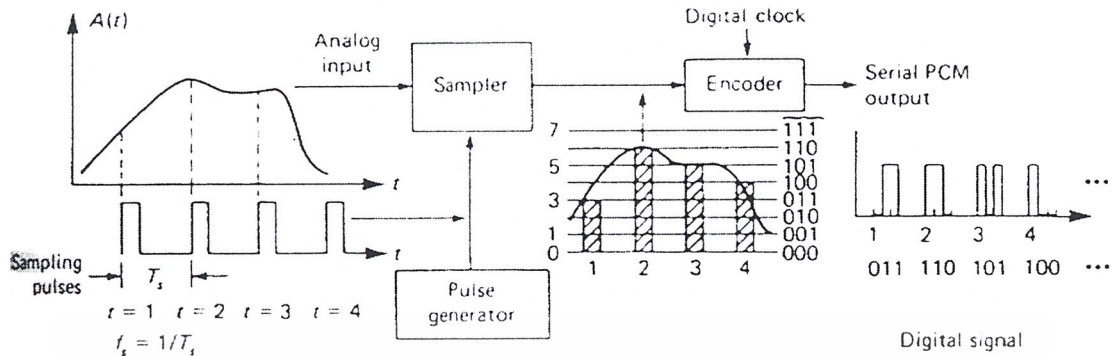 A(t)
Analog
input
Sampler
Digital clock
Encoder
Serial PCM
output
t
7
5
3
1
0
111
110
101
100
011
010
001
000
1 2 3 4
t
Sampling
pulses
T_s
t = 1 t = 2 t = 3 t = 4
f_s = 1/T_s
Pulse
generator
1 2 3 4
011 110 101 100 ...
...
Digital signal